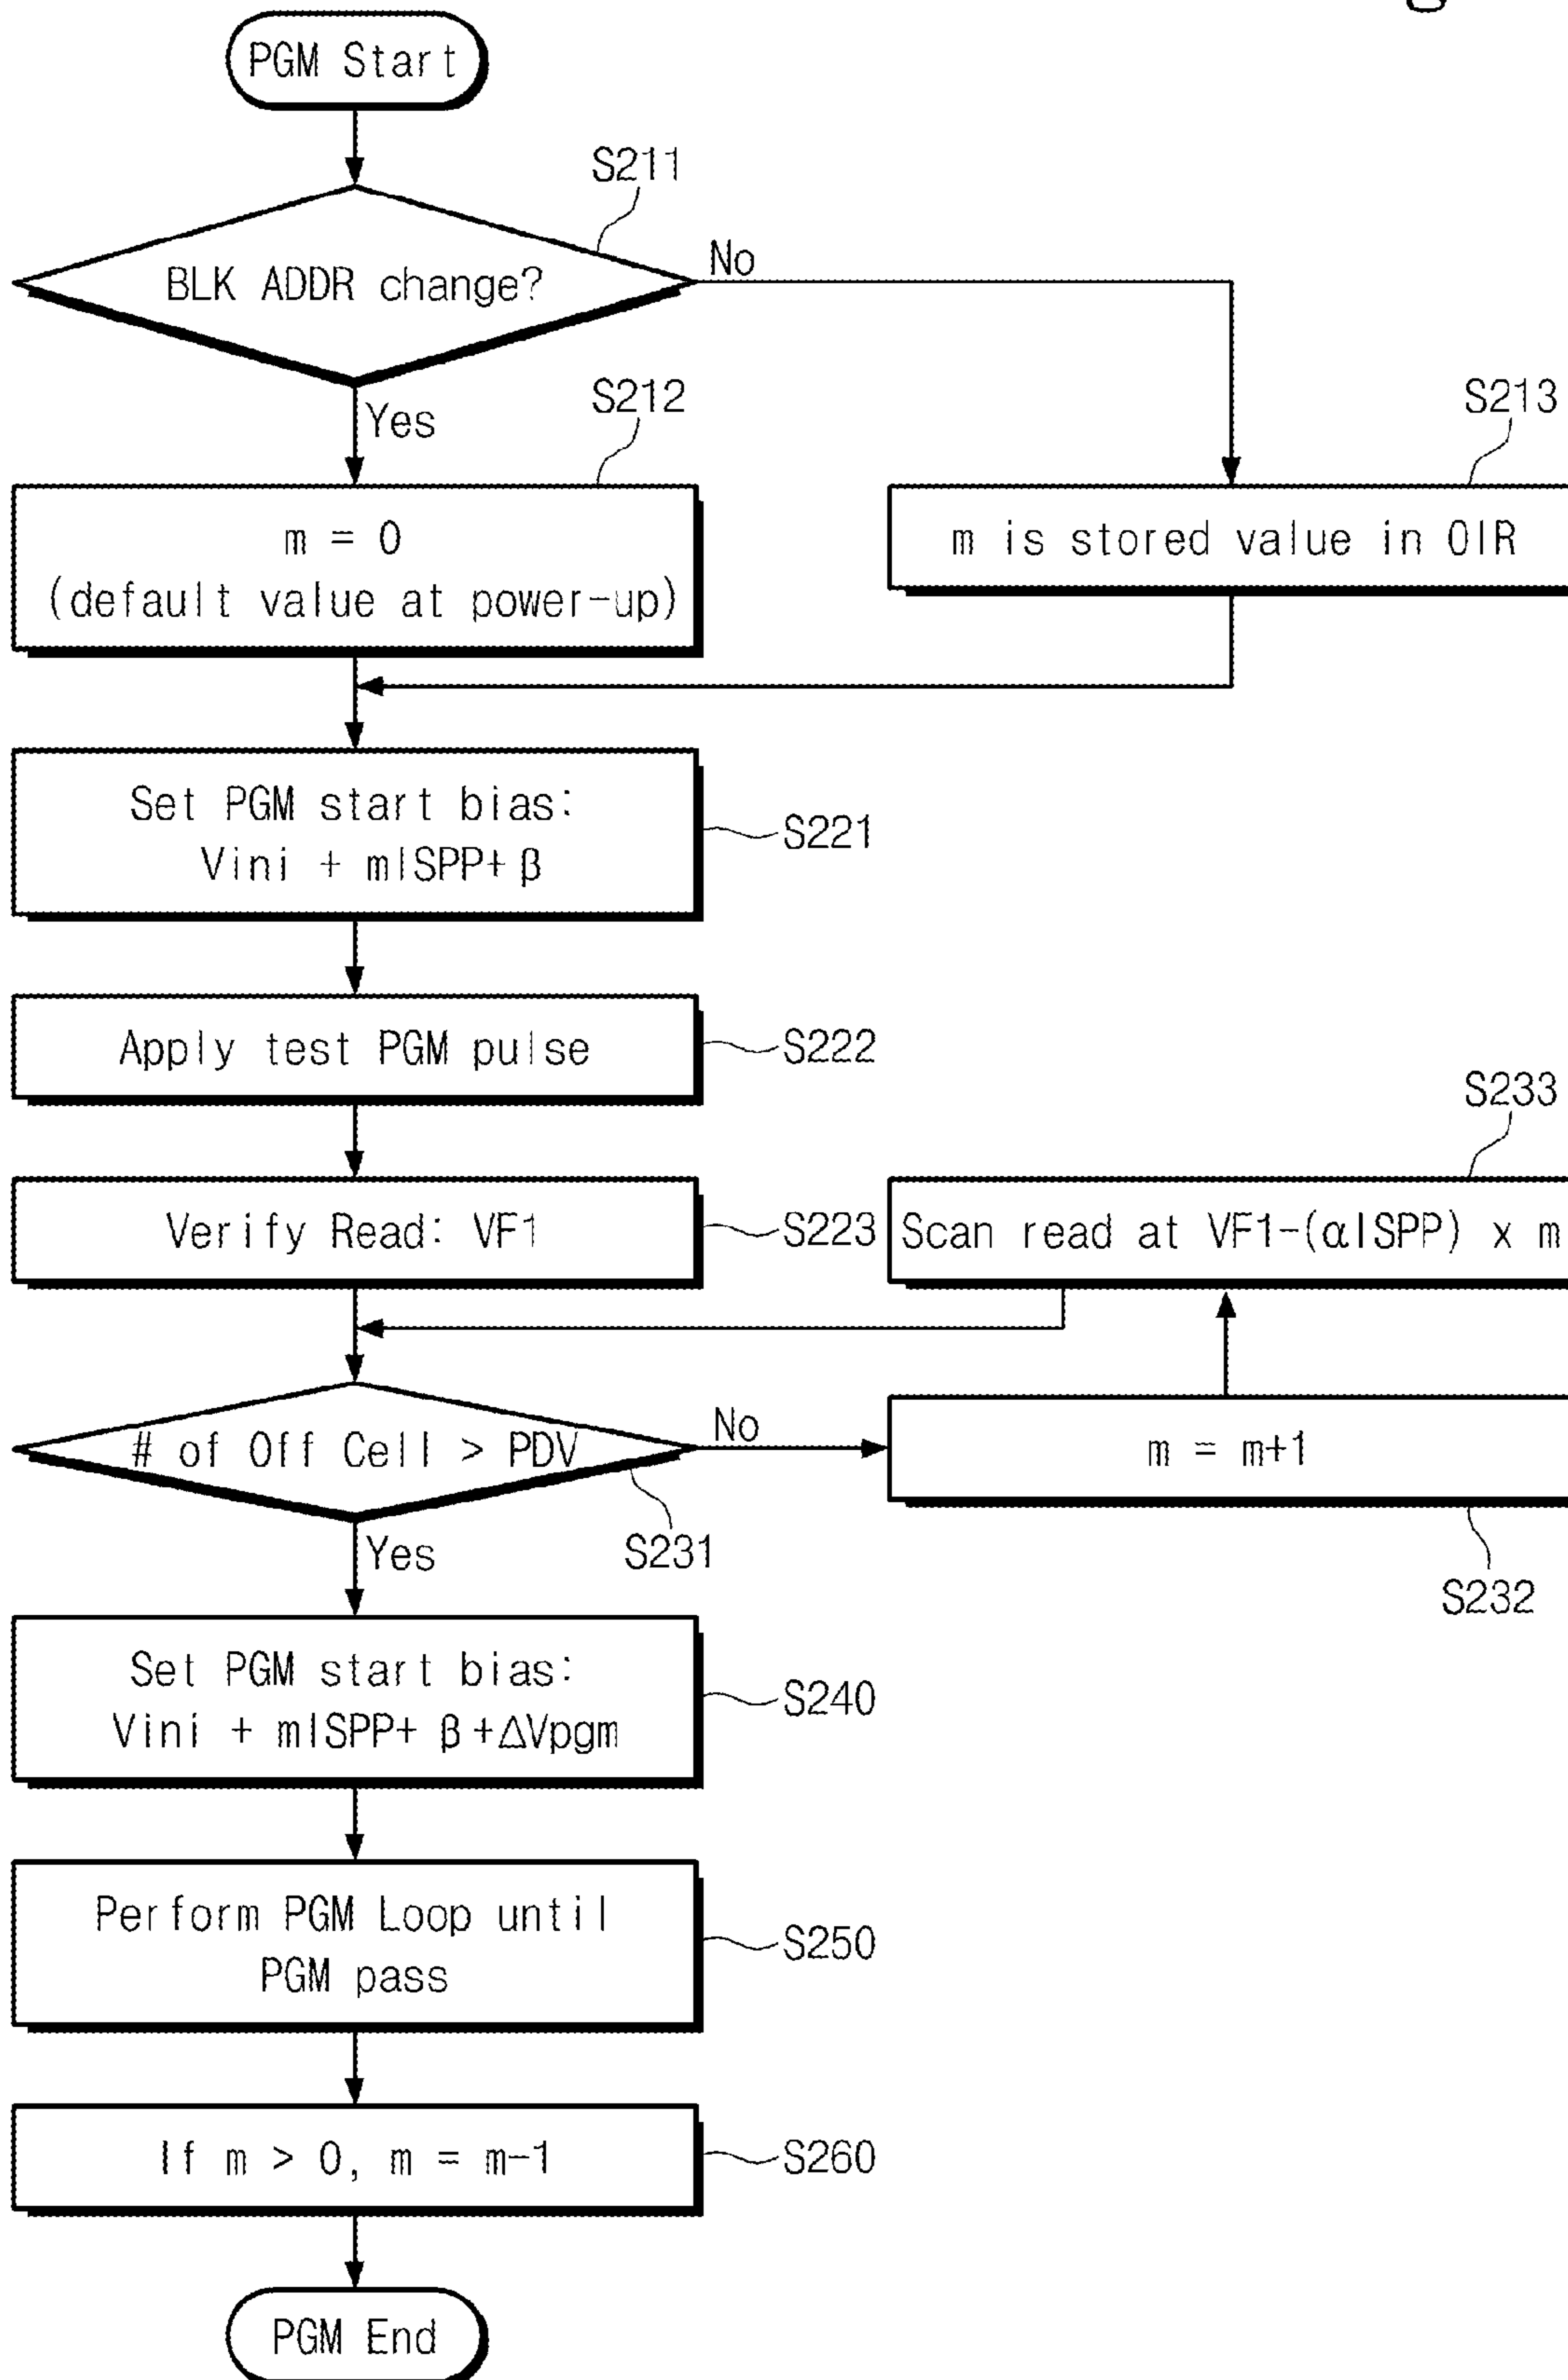 PGM Start
S211
BLK ADDR change?
No
Yes
S212
S213
m = 0
(default value at power-up)
m is stored value in OIR
Set PGM start bias:
Vini + mISPP+ β
S221
Apply test PGM pulse
S222
S233
Verify Read: VF1
S223
Scan read at VF1-(αISPP) x m
# of Off Cell > PDV
No
m = m+1
S231
Yes
S232
Set PGM start bias:
Vini + mISPP+ β+ΔVpgm
S240
Perform PGM Loop until
PGM pass
S250
If m > 0, m = m-1
S260
PGM End